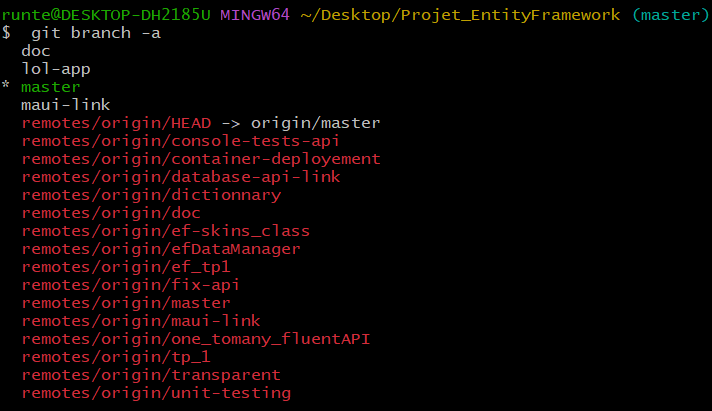 runte@DESKTOP-DH2185U MINGW64 ~/Desktop/Projet_EntityFramework (master)
$  git branch -a
  doc
  lol-app
* master
  maui-link
  remotes/origin/HEAD -> origin/master
  remotes/origin/console-tests-api
  remotes/origin/container-deployement
  remotes/origin/database-api-link
  remotes/origin/dictionnary
  remotes/origin/doc
  remotes/origin/ef-skins_class
  remotes/origin/efDataManager
  remotes/origin/ef_tp1
  remotes/origin/fix-api
  remotes/origin/master
  remotes/origin/maui-link
  remotes/origin/one_tomany_fluentAPI
  remotes/origin/tp_1
  remotes/origin/transparent
  remotes/origin/unit-testing